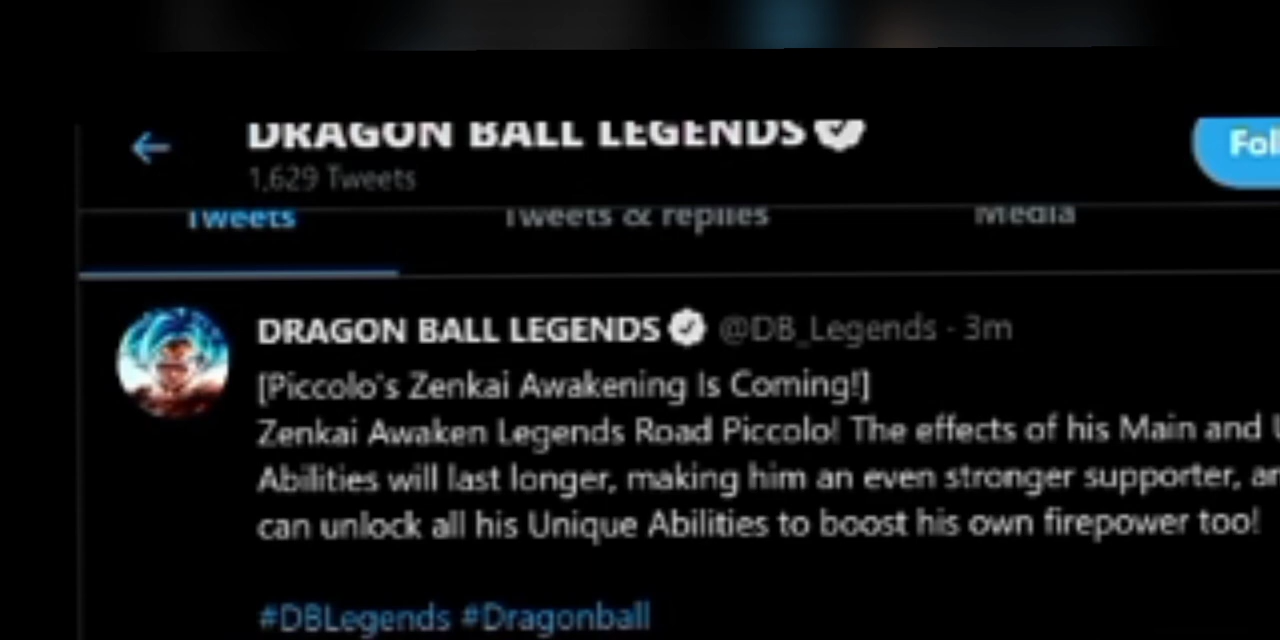 DRAGON BALL LEGENDS
1,629 Tweets
Fol
Tweets
Tweets & replies
Media
DRAGON BALL LEGENDS @DB_Legends · 3m
[Piccolo's Zenkai Awakening Is Coming!]
Zenkai Awaken Legends Road Piccolo! The effects of his Main and U
Abilities will last longer, making him an even stronger supporter, an
can unlock all his Unique Abilities to boost his own firepower too!
#DBLegends #Dragonball